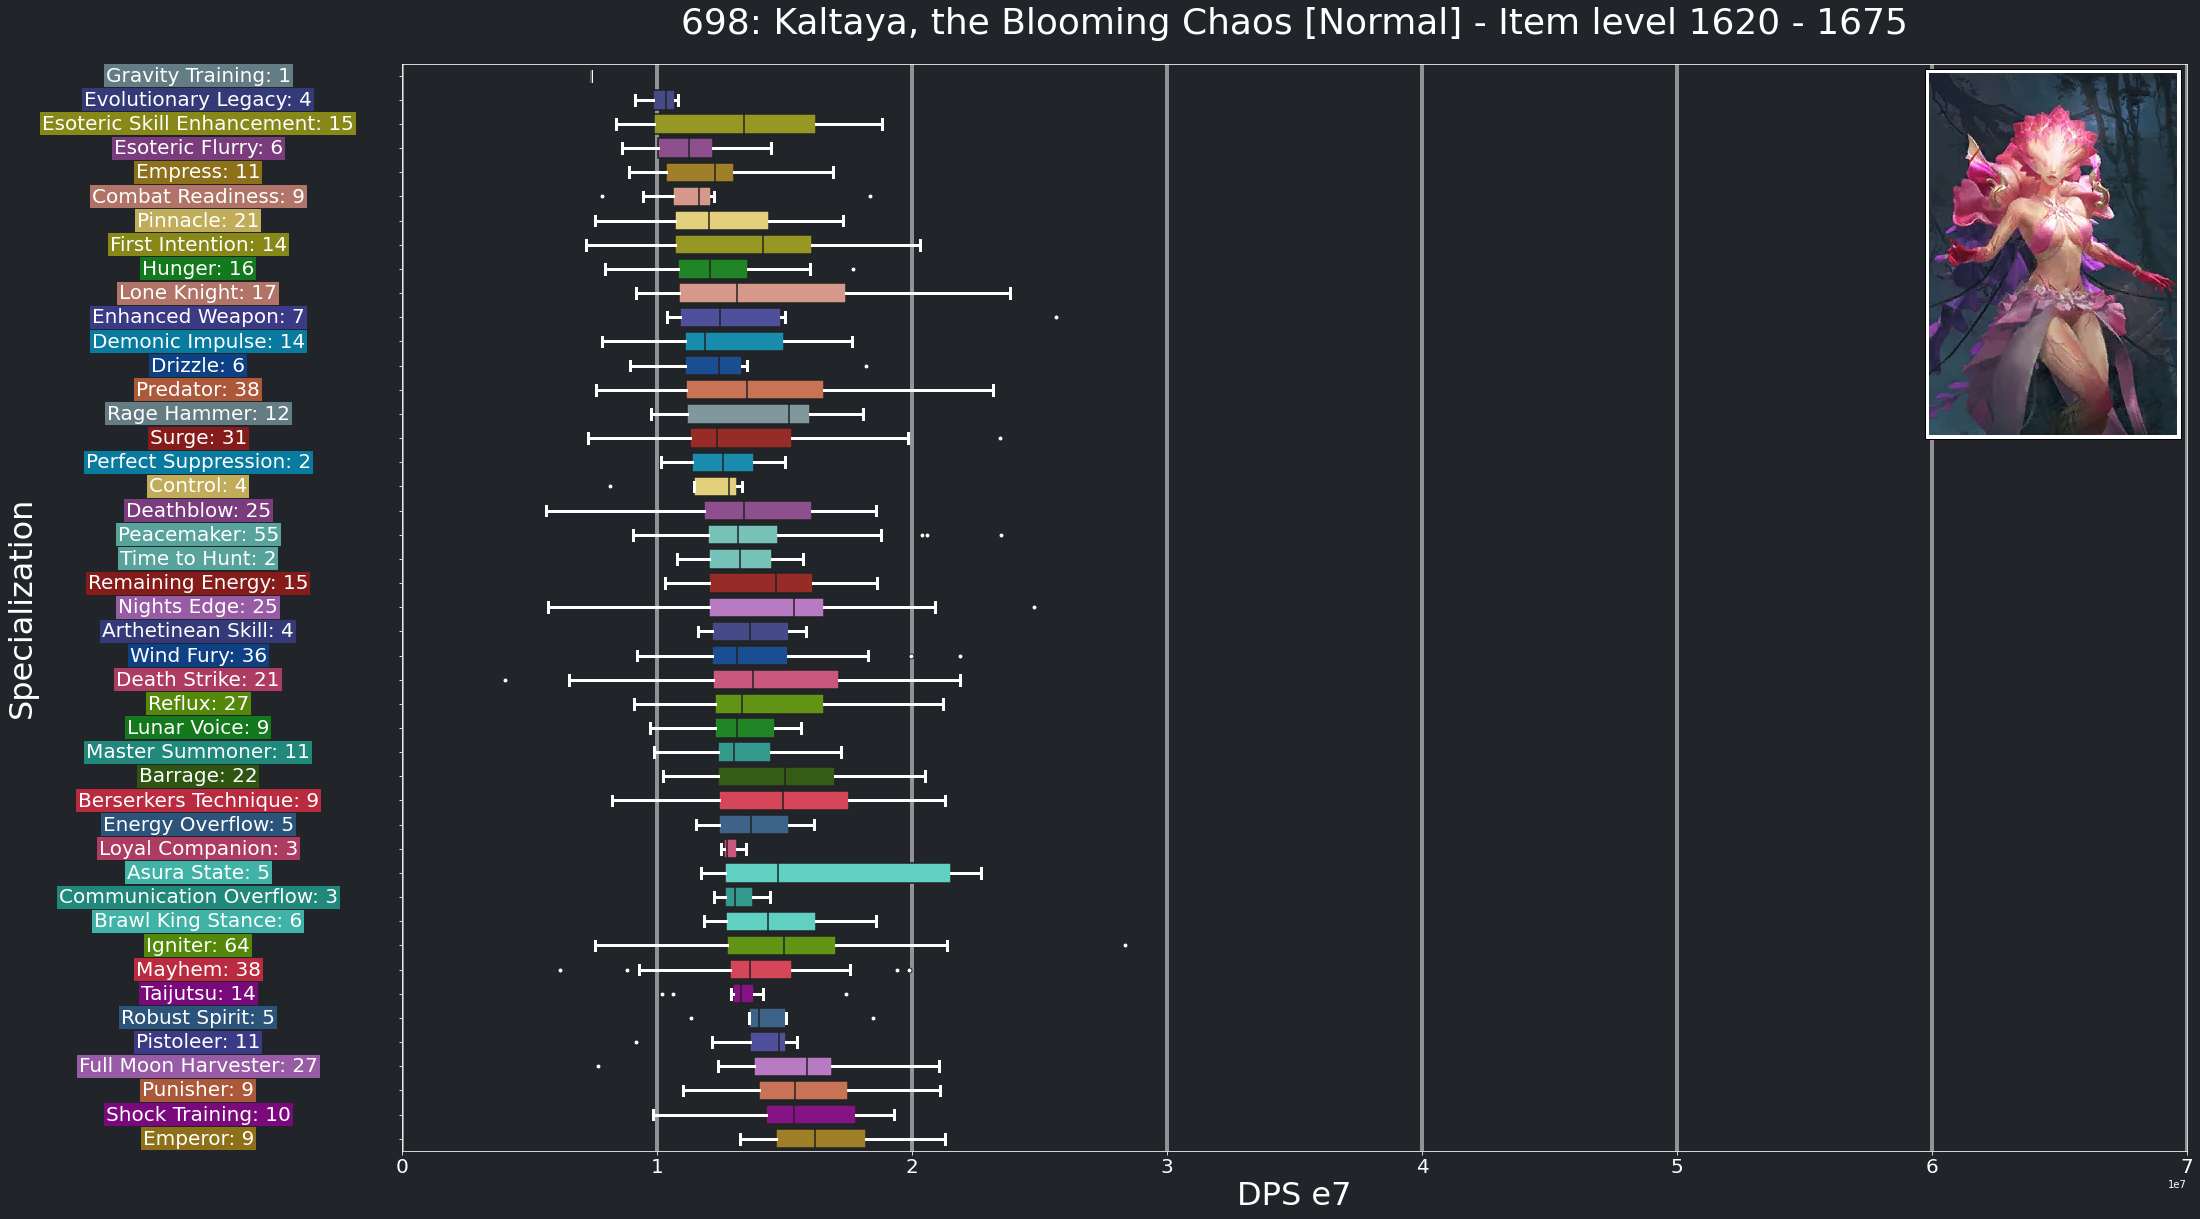 698: Kaltaya, the Blooming Chaos [Normal] - Item level 1620 - 1675
Specialization
Gravity Training: 1
Evolutionary Legacy: 4
Esoteric Skill Enhancement: 15
Esoteric Flurry: 6
Empress: 11
Combat Readiness: 9
Pinnacle: 21
First Intention: 14
Hunger: 16
Lone Knight: 17
Enhanced Weapon: 7
Demonic Impulse: 14
Drizzle: 6
Predator: 38
Rage Hammer: 12
Surge: 31
Perfect Suppression: 2
Control: 4
Deathblow: 25
Peacemaker: 55
Time to Hunt: 2
Remaining Energy: 15
Nights Edge: 25
Arthetinean Skill: 4
Wind Fury: 36
Death Strike: 21
Reflux: 27
Lunar Voice: 9
Master Summoner: 11
Barrage: 22
Berserkers Technique: 9
Energy Overflow: 5
Loyal Companion: 3
Asura State: 5
Communication Overflow: 3
Brawl King Stance: 6
Igniter: 64
Mayhem: 38
Taijutsu: 14
Robust Spirit: 5
Pistoleer: 11
Full Moon Harvester: 27
Punisher: 9
Shock Training: 10
Emperor: 9
0 1 2 3 4 5 6 7
1e7
DPS e7